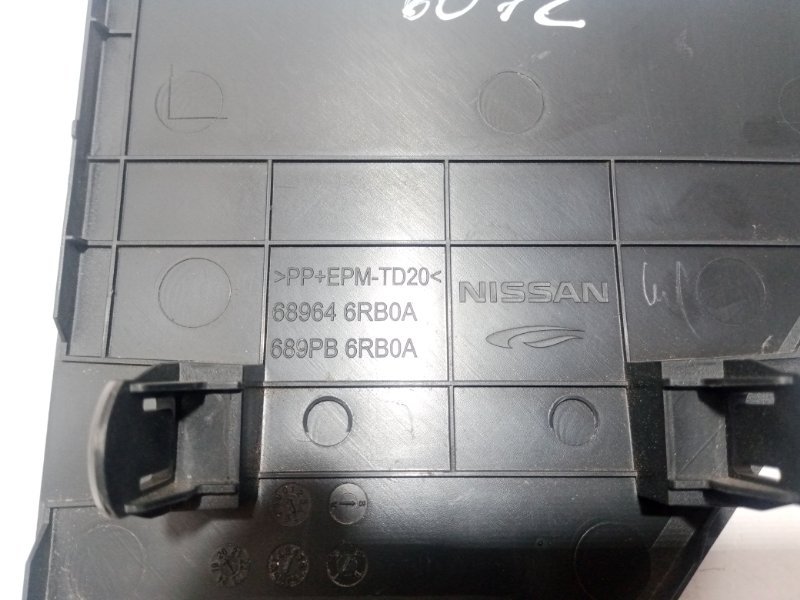 >PP+EPM-TD20<
68964 6RB0A
689PB 6RB0A
NISSAN